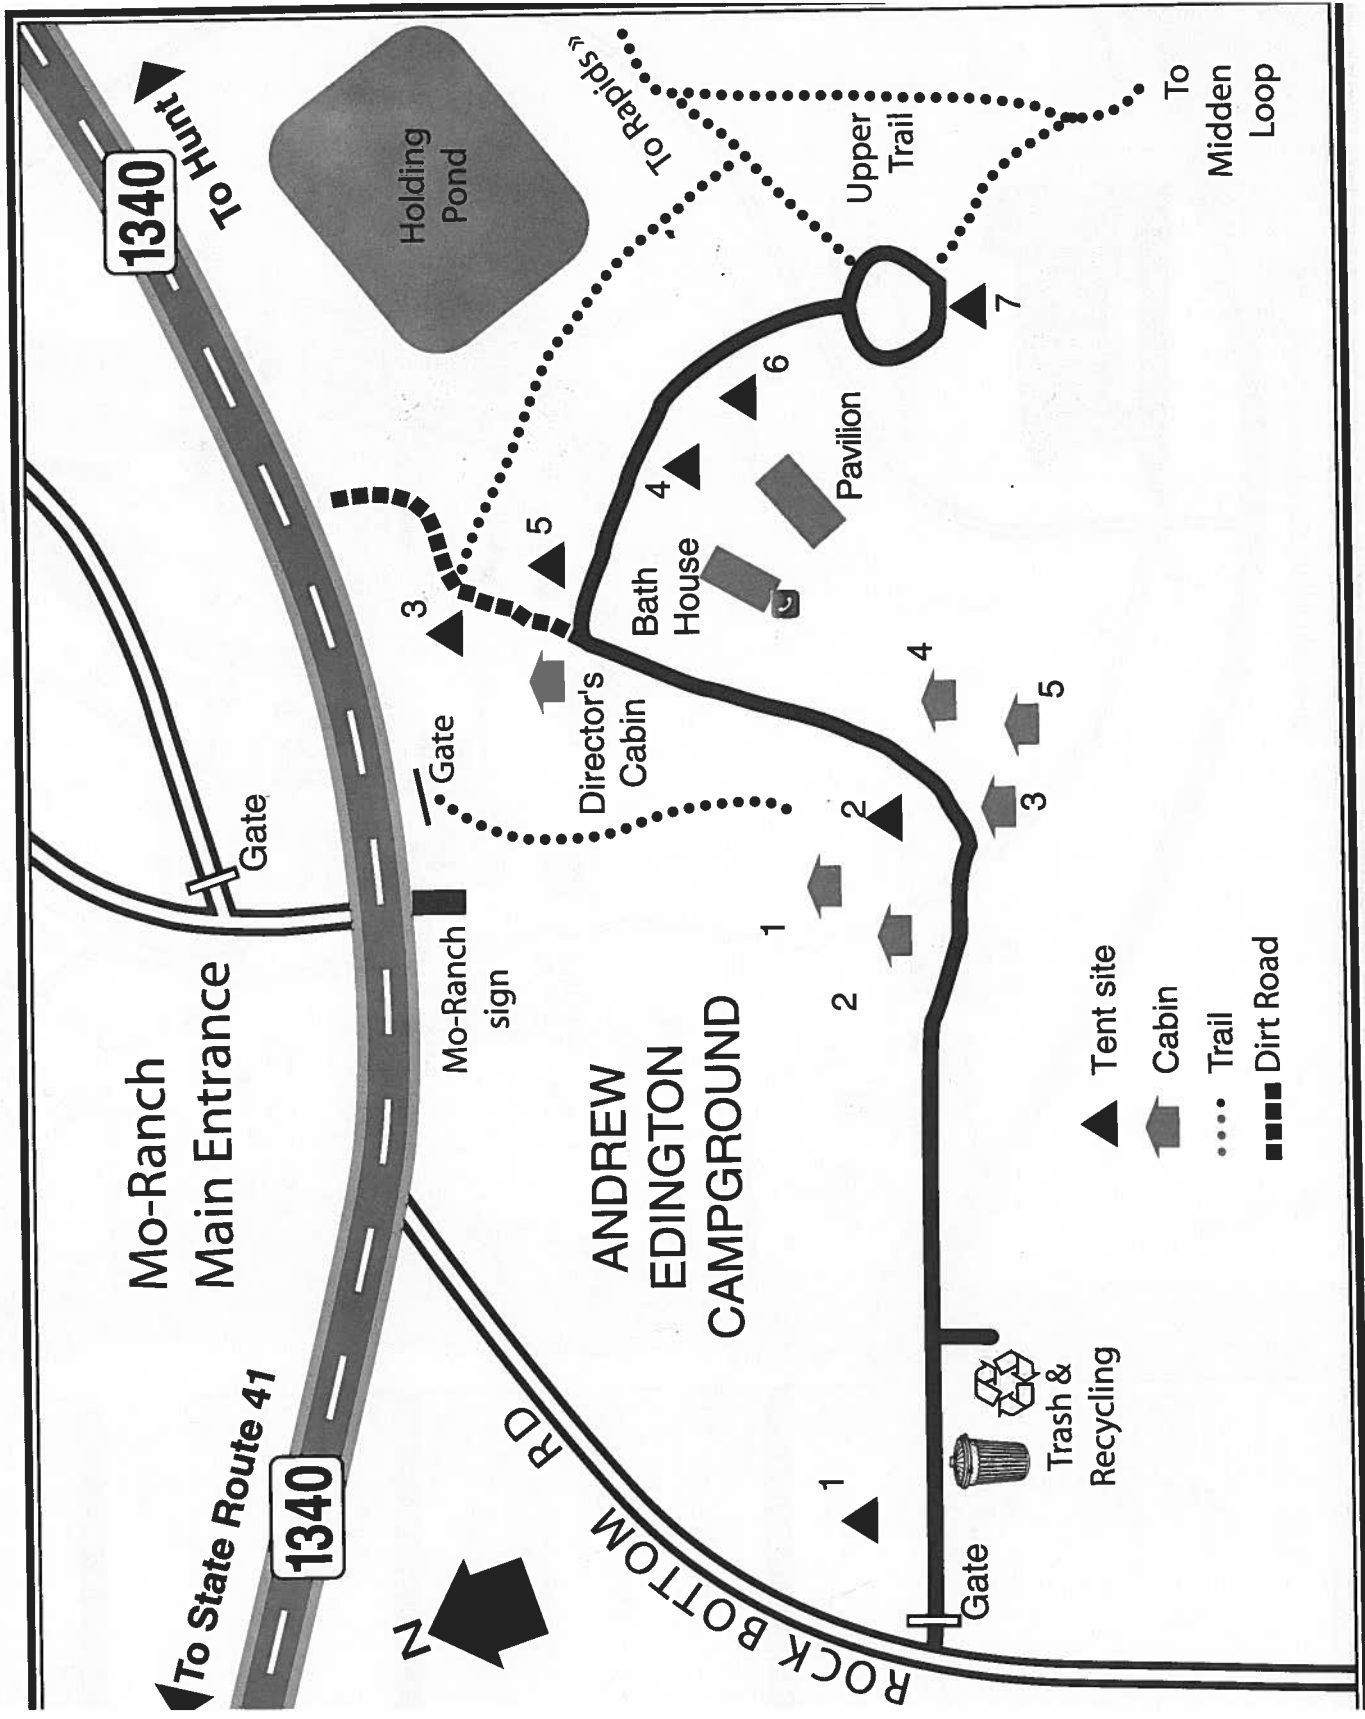 To State Route 41
1340
Mo-Ranch
Main Entrance
Gate
1340
To Hunt
N
ROCK BOTTOM RD
Mo-Ranch
sign
Gate
Holding
Pond
ANDREW
EDINGTON
CAMPGROUND
Director's
Cabin
3
5
To Rapids »
Bath
House
4
6
Pavilion
Upper
Trail
1
2
2
1
4
3
5
7
To
Midden
Loop
Gate
Trash &
Recycling
Tent site
Cabin
Trail
Dirt Road